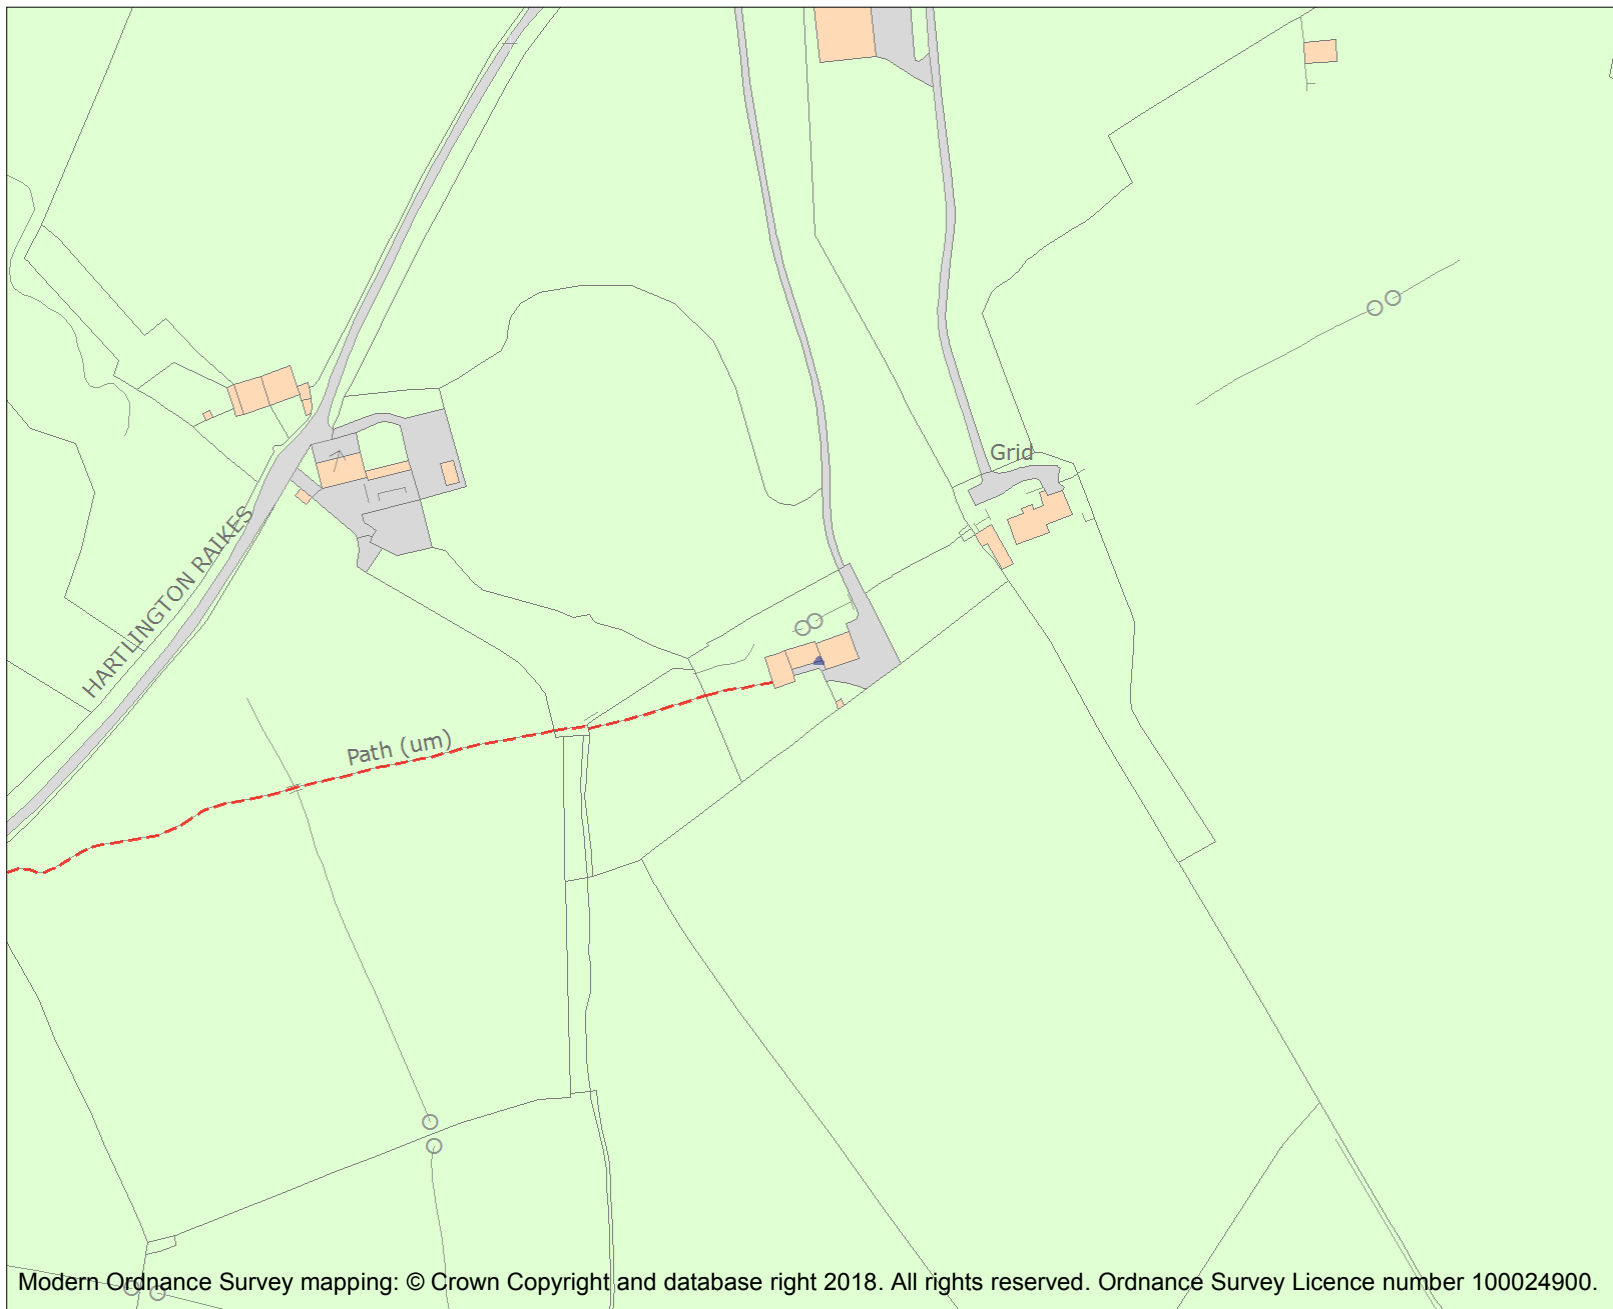 Grid
HARTLINGTON RAIKES
Path (um)
Modern Ordnance Survey mapping: © Crown Copyright and database right 2018. All rights reserved. Ordnance Survey Licence number 100024900.